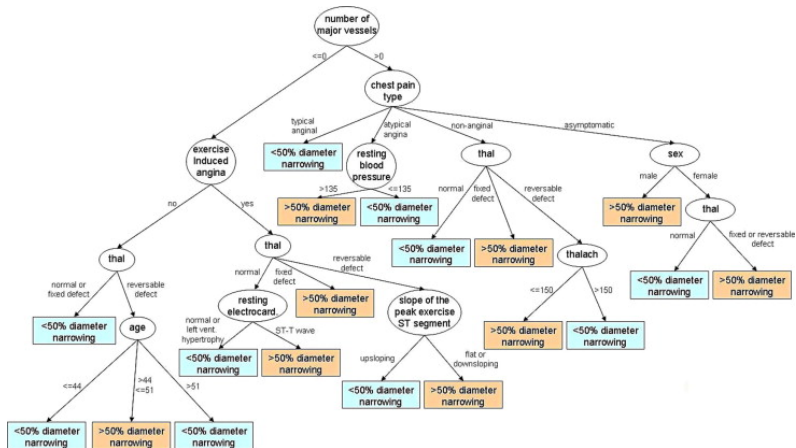 number of
major vessels
<=0
>0
chest pain
type
typical
anginal
atypical
angina
non-anginal
asymptomatic
exercise
Induced
angina
<50% diameter
narrowing
resting
blood
pressure
thal
sex
>135
<=135
normal
fixed
defect
reversable
defect
male
female
no
yes
>50% diameter
narrowing
<50% diameter
narrowing
>50% diameter
narrowing
thal
thal
thal
<50% diameter
narrowing
>50% diameter
narrowing
thalach
normal
fixed or reversable
defect
normal or
fixed defect
reversable
defect
normal
fixed
defect
reversable
defect
<=150
>150
<50% diameter
narrowing
>50% diameter
narrowing
resting
electrocard.
>50% diameter
narrowing
slope of the
peak exercise
ST segment
<50% diameter
narrowing
age
normal or
left vent.
hypertrophy
ST-T wave
>50% diameter
narrowing
<50% diameter
narrowing
upsloping
flat or
downsloping
<50% diameter
narrowing
>50% diameter
narrowing
<=44
>44
<=51
>51
<50% diameter
narrowing
>50% diameter
narrowing
<50% diameter
narrowing
>50% diameter
narrowing
<50% diameter
narrowing